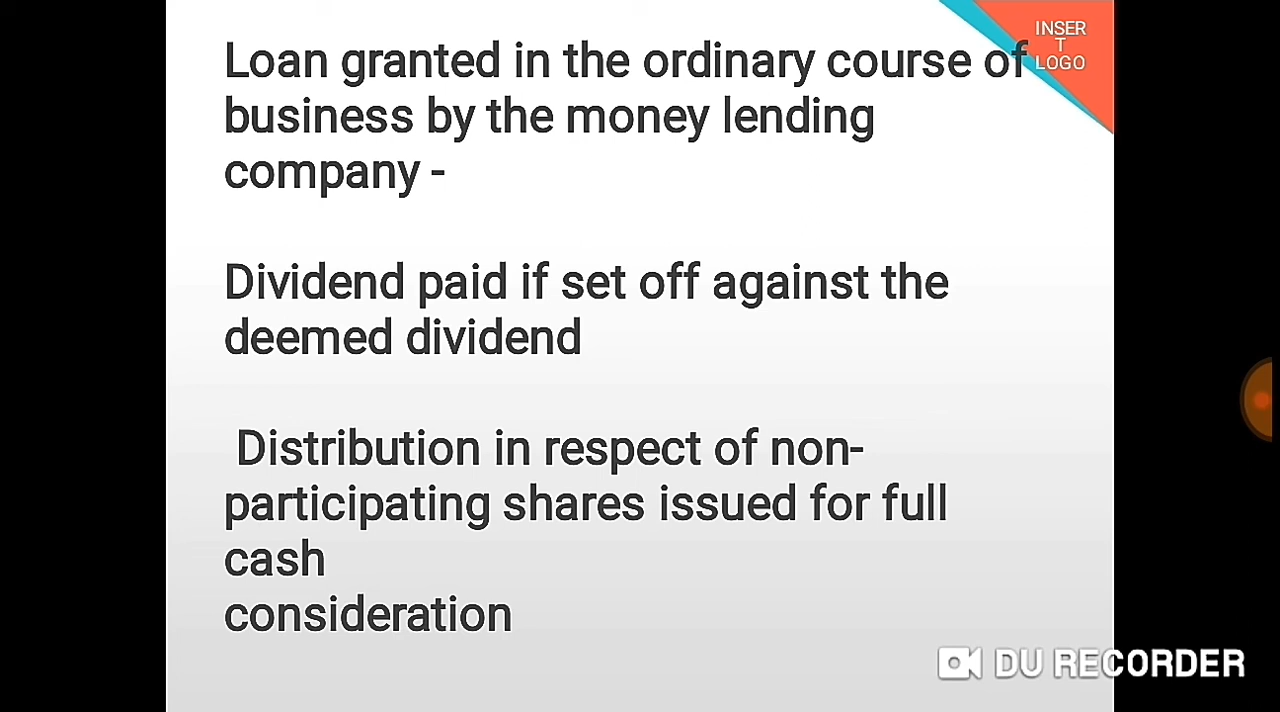 Loan granted in the ordinary course of
business by the money lending
company -
Dividend paid if set off against the
deemed dividend
Distribution in respect of non-
participating shares issued for full
cash
consideration
INSER
T
LOGO
DU RECORDER